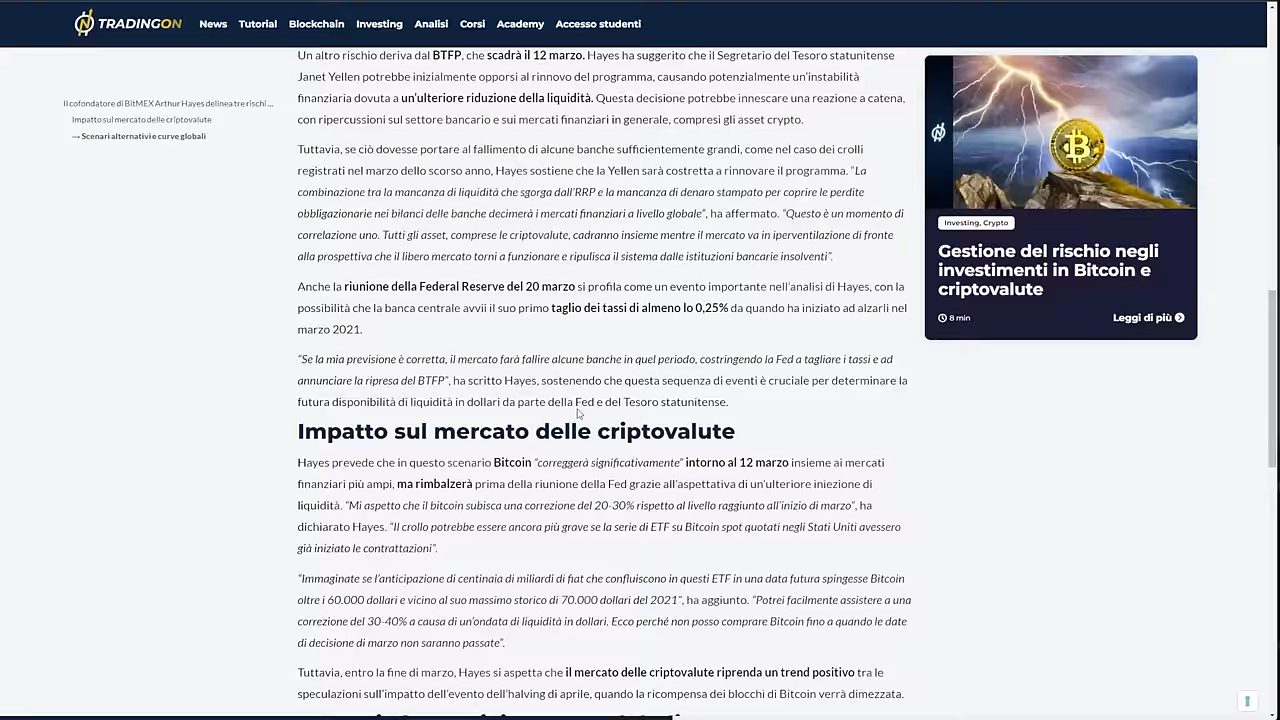 TRADINGON
News Tutorial Blockchain Investing Analisi Corsi Academy Accesso studenti
Il cofondatore di BitMEX Arthur Hayes delinea tre rischi ...
Impatto sul mercato delle criptovalute
→ Scenari alternativi e curve globali
Un altro rischio deriva dal BTFP, che scadrà il 12 marzo. Hayes ha suggerito che il Segretario del Tesoro statunitense
Janet Yellen potrebbe inizialmente opporsi al rinnovo del programma, causando potenzialmente un'instabilità
finanziaria dovuta a un'ulteriore riduzione della liquidità. Questa decisione potrebbe innescare una reazione a catena,
con ripercussioni sul settore bancario e sui mercati finanziari in generale, compresi gli asset crypto.
Tuttavia, se ciò dovesse portare al fallimento di alcune banche sufficientemente grandi, come nel caso dei crolli
registrati nel marzo dello scorso anno, Hayes sostiene che la Yellen sarà costretta a rinnovare il programma. "La
combinazione tra la mancanza di liquidità che sgorga dall'RRP e la mancanza di denaro stampato per coprire le perdite
obbligazionarie nei bilanci delle banche decimerà i mercati finanziari a livello globale", ha affermato. "Questo è un momento di
correlazione uno. Tutti gli asset, comprese le criptovalute, cadranno insieme mentre il mercato va in iperventilazione di fronte
alla prospettiva che il libero mercato torni a funzionare e ripulisca il sistema dalle istituzioni bancarie insolventi".
Anche la riunione della Federal Reserve del 20 marzo si profila come un evento importante nell'analisi di Hayes, con la
possibilità che la banca centrale avvii il suo primo taglio dei tassi di almeno lo 0,25% da quando ha iniziato ad alzarli nel
marzo 2021.
"Se la mia previsione è corretta, il mercato farà fallire alcune banche in quel periodo, costringendo la Fed a tagliare i tassi e ad
annunciare la ripresa del BTFP", ha scritto Hayes, sostenendo che questa sequenza di eventi è cruciale per determinare la
futura disponibilità di liquidità in dollari da parte della Fed e del Tesoro statunitense.
Impatto sul mercato delle criptovalute
Hayes prevede che in questo scenario Bitcoin "correggerà significativamente" intorno al 12 marzo insieme ai mercati
finanziari più ampi, ma rimbalzerà prima della riunione della Fed grazie all'aspettativa di un'ulteriore iniezione di
liquidità. "Mi aspetto che il bitcoin subisca una correzione del 20-30% rispetto al livello raggiunto all'inizio di marzo", ha
dichiarato Hayes. "Il crollo potrebbe essere ancora più grave se la serie di ETF su Bitcoin spot quotati negli Stati Uniti avessero
già iniziato le contrattazioni".
"Immaginate se l'anticipazione di centinaia di miliardi di fiat che confluiscono in questi ETF in una data futura spingesse Bitcoin
oltre i 60.000 dollari e vicino al suo massimo storico di 70.000 dollari del 2021", ha aggiunto. "Potrei facilmente assistere a una
correzione del 30-40% a causa di un'ondata di liquidità in dollari. Ecco perché non posso comprare Bitcoin fino a quando le date
di decisione di marzo non saranno passate".
Tuttavia, entro la fine di marzo, Hayes si aspetta che il mercato delle criptovalute riprenda un trend positivo tra le
speculazioni sull'impatto dell'evento dell'halving di aprile, quando la ricompensa dei blocchi di Bitcoin verrà dimezzata.
Investing, Crypto
Gestione del rischio negli
investimenti in Bitcoin e
criptovalute
8 min Leggi di più